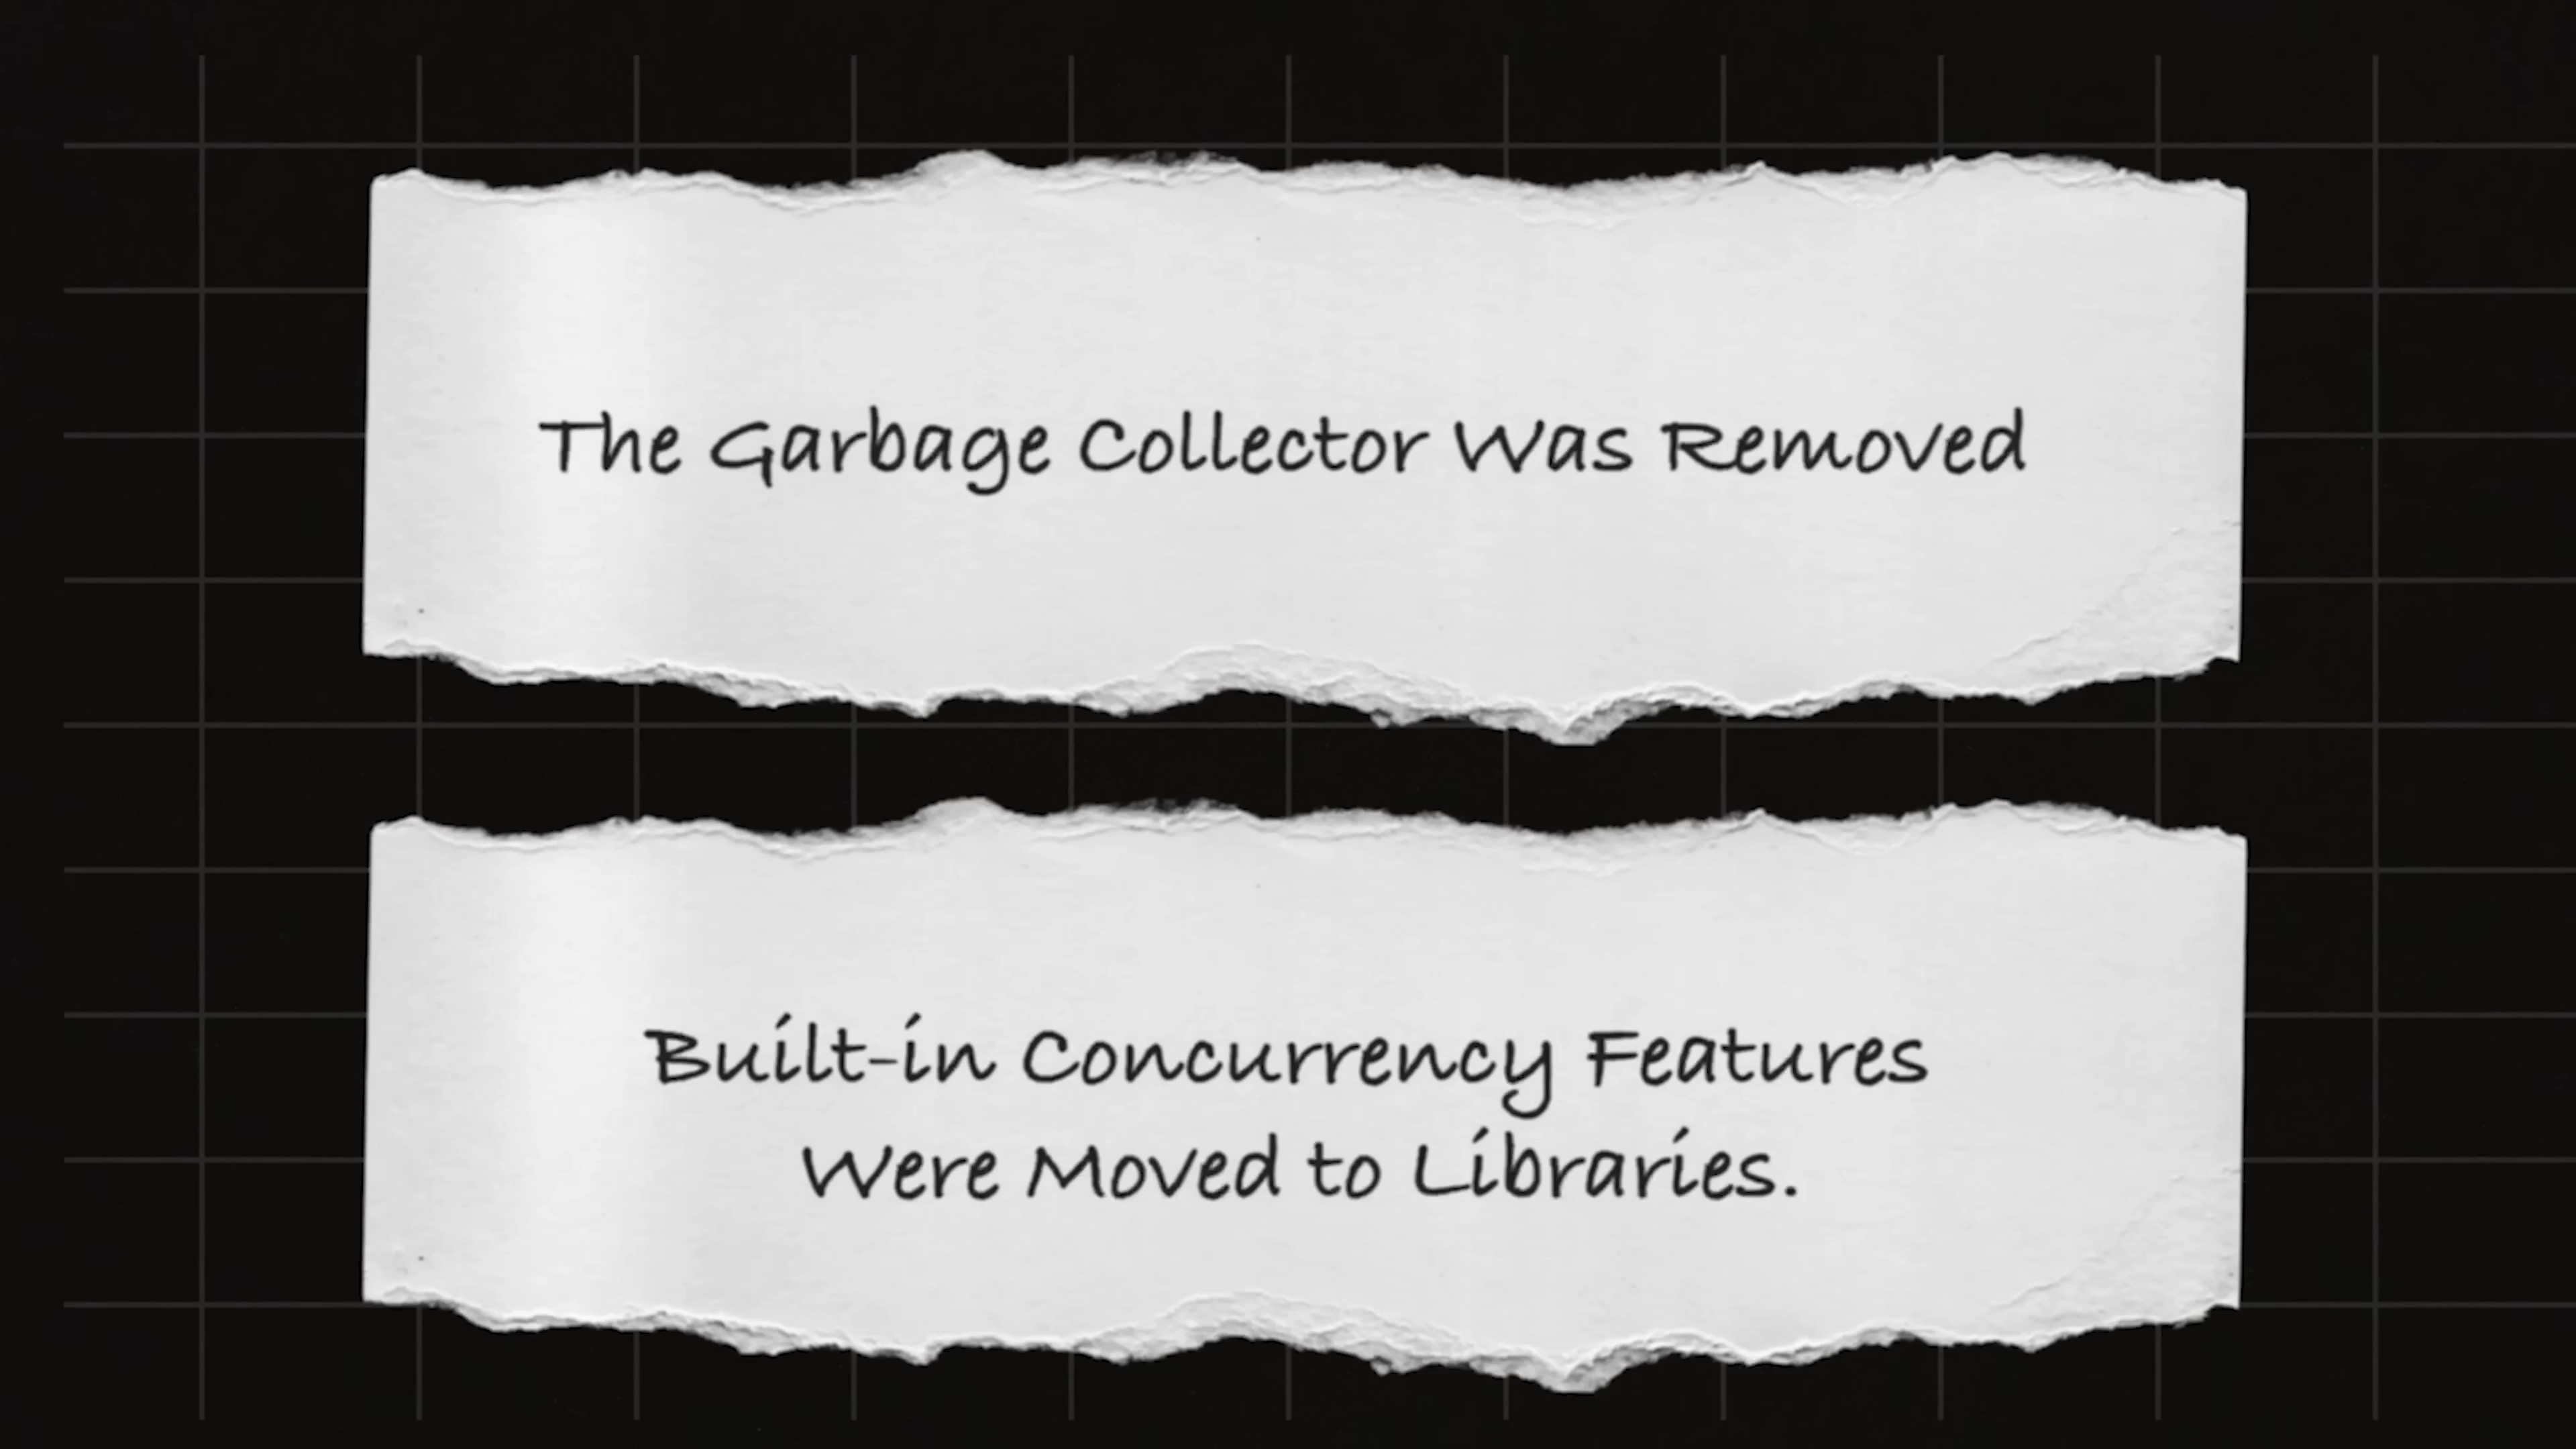 The Garbage Collector Was Removed
Built-in Concurrency Features
Were Moved to Libraries.